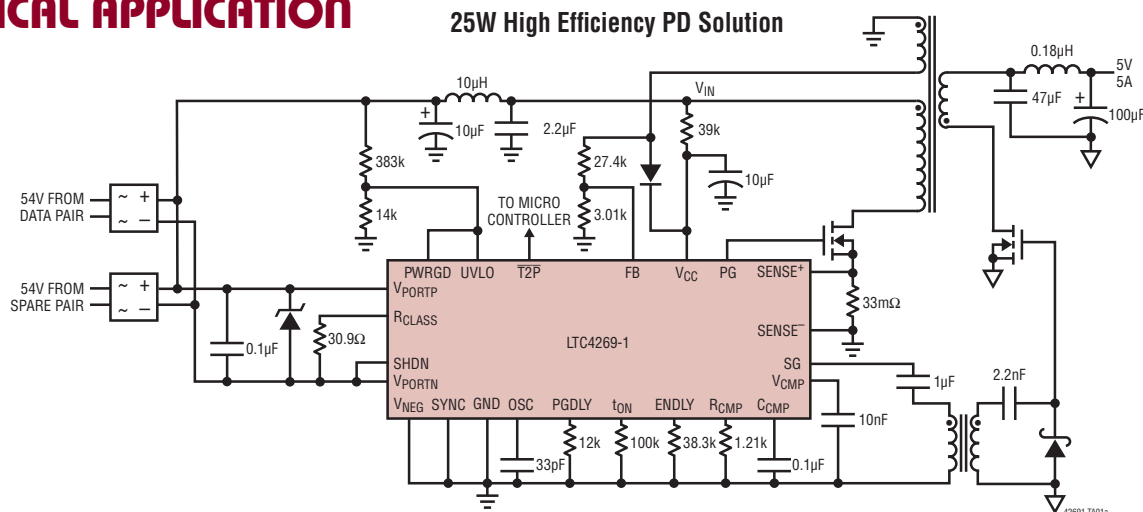 ICAL APPLICATION
25W High Efficiency PD Solution
0.18µH
5V
5A
47µF
+
100µF
10µH
VIN
+
10µF
2.2µF
39k
383k
27.4k
10µF
14k
3.01k
TO MICRO
CONTROLLER
54V FROM
DATA PAIR
~ +
~ –
54V FROM
SPARE PAIR
~ +
~ –
PWRGD UVLO T2P FB VCC PG SENSE+
VPORTP
RCLASS
33mΩ
0.1µF
30.9Ω
LTC4269-1
SENSE–
SHDN
SG
VPORTN
VCMP
1µF
2.2nF
VNEG SYNC GND OSC PGDLY tON ENDLY RCMP CCMP
10nF
12k
100k
38.3k
1.21k
33pF
0.1µF
42691 TA01a